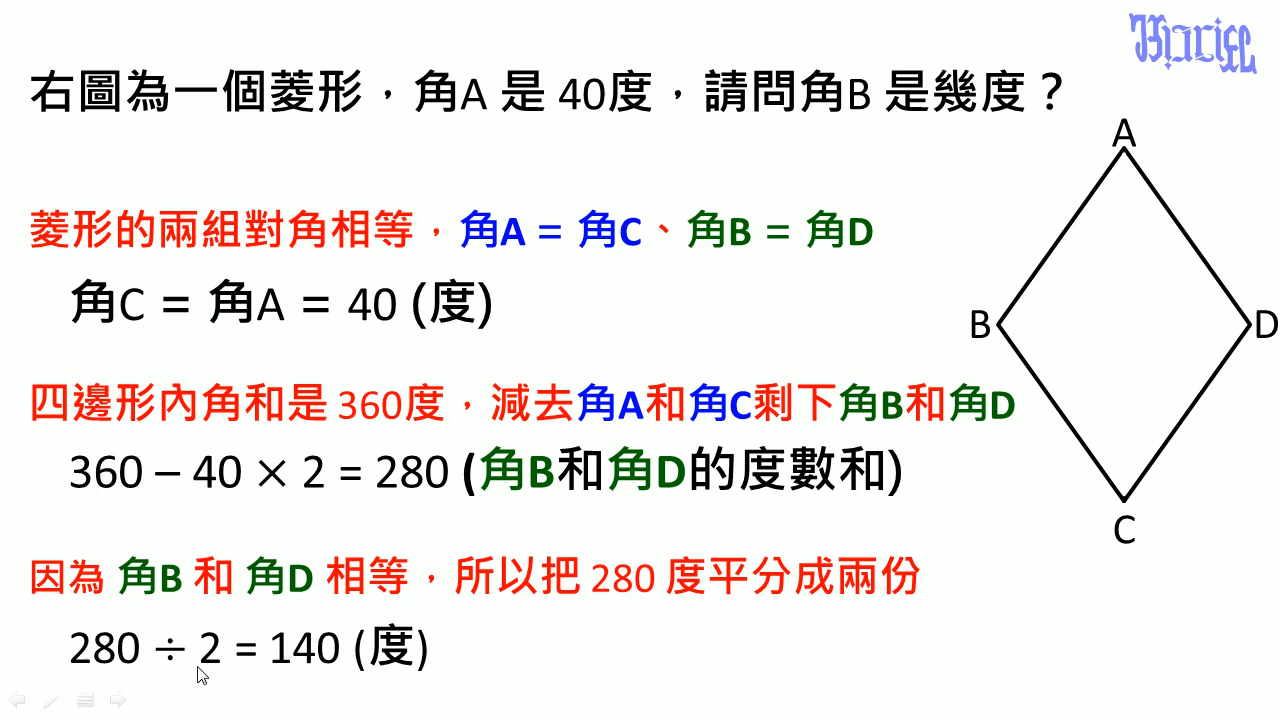 右圖為一個菱形，角A 是 40度，請問角B 是幾度？
A
菱形的兩組對角相等，角A = 角C、角B = 角D
角C = 角A = 40 (度)
B
D
四邊形內角和是 360度，減去角A和角C剩下角B和角D
360 – 40 × 2 = 280 (角B和角D的度數和)
C
因為 角B 和 角D 相等，所以把 280 度平分成兩份
280 ÷ 2 = 140 (度)